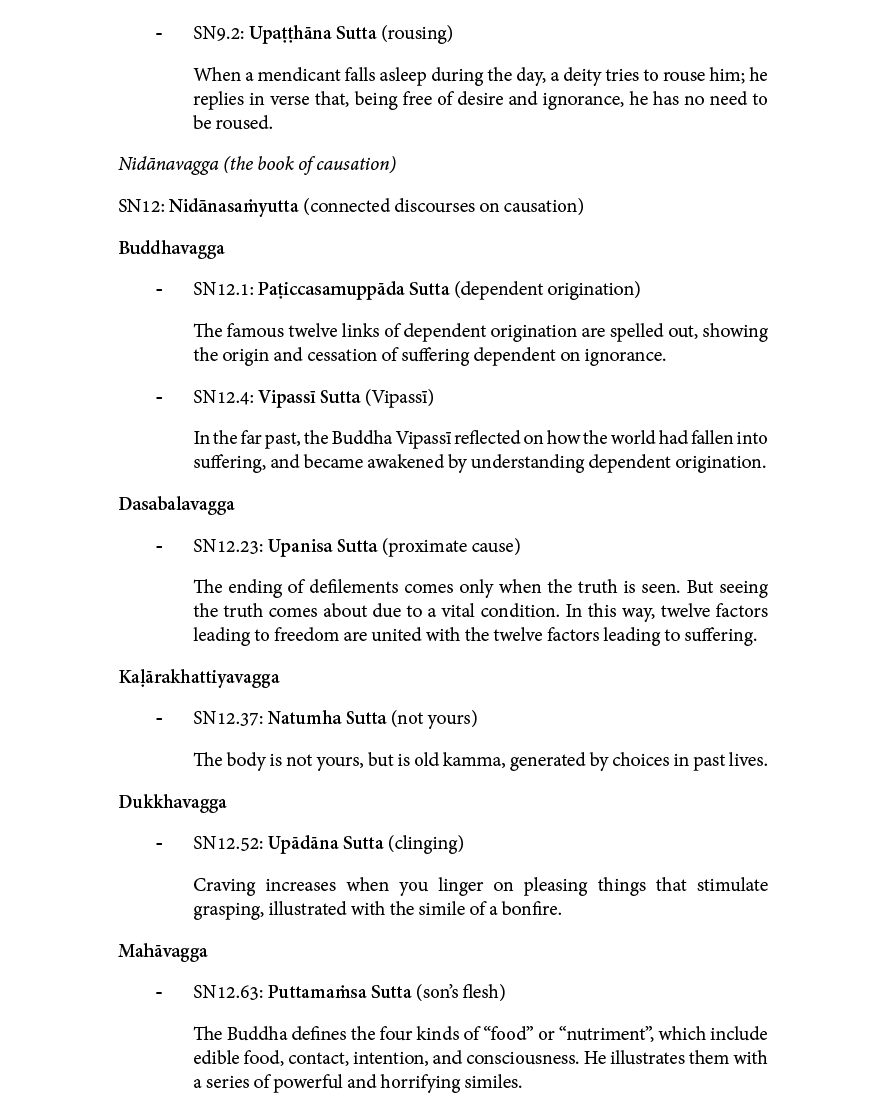 - SN9.2: Upaṭṭhāna Sutta (rousing)
When a mendicant falls asleep during the day, a deity tries to rouse him; he
replies in verse that, being free of desire and ignorance, he has no need to
be roused.
Nidānavagga (the book of causation)
SN12: Nidānasaṁyutta (connected discourses on causation)
Buddhavagga
- SN12.1: Paṭiccasamuppāda Sutta (dependent origination)
The famous twelve links of dependent origination are spelled out, showing
the origin and cessation of suffering dependent on ignorance.
- SN12.4: Vipassī Sutta (Vipassī)
In the far past, the Buddha Vipassī reflected on how the world had fallen into
suffering, and became awakened by understanding dependent origination.
Dasabalavagga
- SN12.23: Upanisa Sutta (proximate cause)
The ending of defilements comes only when the truth is seen. But seeing
the truth comes about due to a vital condition. In this way, twelve factors
leading to freedom are united with the twelve factors leading to suffering.
Kaḷārakhattiyavagga
- SN12.37: Natumha Sutta (not yours)
The body is not yours, but is old kamma, generated by choices in past lives.
Dukkhavagga
- SN12.52: Upādāna Sutta (clinging)
Craving increases when you linger on pleasing things that stimulate
grasping, illustrated with the simile of a bonfire.
Mahāvagga
- SN12.63: Puttamaṁsa Sutta (son’s flesh)
The Buddha defines the four kinds of “food” or “nutriment”, which include
edible food, contact, intention, and consciousness. He illustrates them with
a series of powerful and horrifying similes.